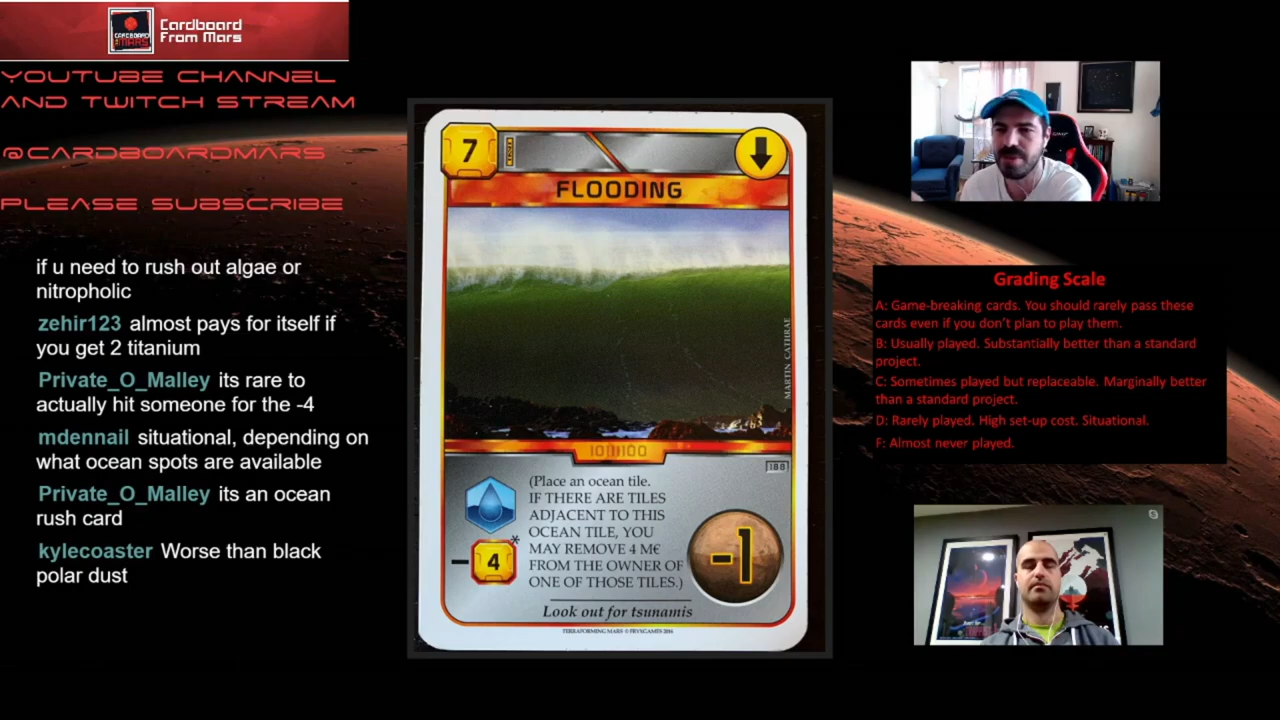 CARDBOARD
MARS
Cardboard
From Mars
YOUTUBE CHANNEL
AND TWITCH STREAM
@CARDBOARDMARS
PLEASE SUBSCRIBE
if u need to rush out algae or
nitropholic
zehir123 almost pays for itself if
you get 2 titanium
Private_O_Malley its rare to
actually hit someone for the -4
mdennail situational, depending on
what ocean spots are available
Private_O_Malley its an ocean
rush card
kylecoaster Worse than black
polar dust
7
FLOODING
MARTIN CATHRAE
188
(Place an ocean tile.
IF THERE ARE TILES
ADJACENT TO THIS
OCEAN TILE, YOU
MAY REMOVE 4 M€
FROM THE OWNER OF
ONE OF THOSE TILES.)
- 4 *
-1
Look out for tsunamis
TERRAFORMING MARS © FRYXGAMES 2016
Grading Scale
A: Game-breaking cards. You should rarely pass these
cards even if you don't plan to play them.
B: Usually played. Substantially better than a standard
project.
C: Sometimes played but replaceable. Marginally better
than a standard project.
D: Rarely played. High set-up cost. Situational.
F: Almost never played.